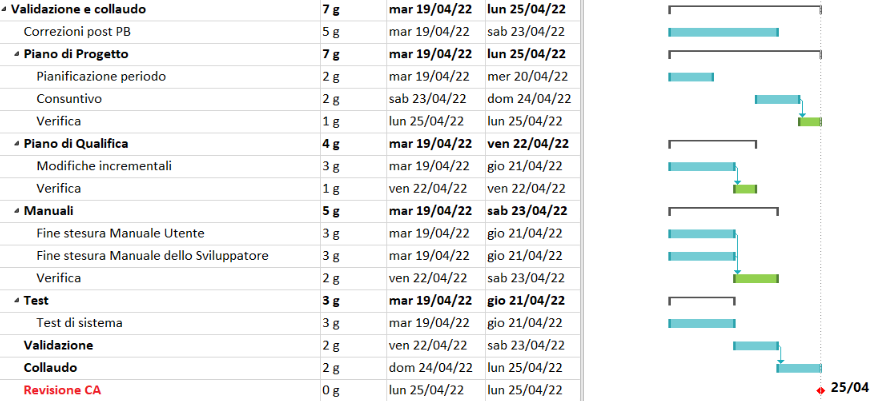 Validazione e collaudo 7 g mar 19/04/22 lun 25/04/22
Correzioni post PB 5 g mar 19/04/22 sab 23/04/22
Piano di Progetto 7 g mar 19/04/22 lun 25/04/22
Pianificazione periodo 2 g mar 19/04/22 mer 20/04/22
Consuntivo 2 g sab 23/04/22 dom 24/04/22
Verifica 1 g lun 25/04/22 lun 25/04/22
Piano di Qualifica 4 g mar 19/04/22 ven 22/04/22
Modifiche incrementali 3 g mar 19/04/22 gio 21/04/22
Verifica 1 g ven 22/04/22 ven 22/04/22
Manuali 5 g mar 19/04/22 sab 23/04/22
Fine stesura Manuale Utente 3 g mar 19/04/22 gio 21/04/22
Fine stesura Manuale dello Sviluppatore 3 g mar 19/04/22 gio 21/04/22
Verifica 2 g ven 22/04/22 sab 23/04/22
Test 3 g mar 19/04/22 gio 21/04/22
Test di sistema 3 g mar 19/04/22 gio 21/04/22
Validazione 2 g ven 22/04/22 sab 23/04/22
Collaudo 2 g dom 24/04/22 lun 25/04/22
Revisione CA 0 g lun 25/04/22 lun 25/04/22 25/04